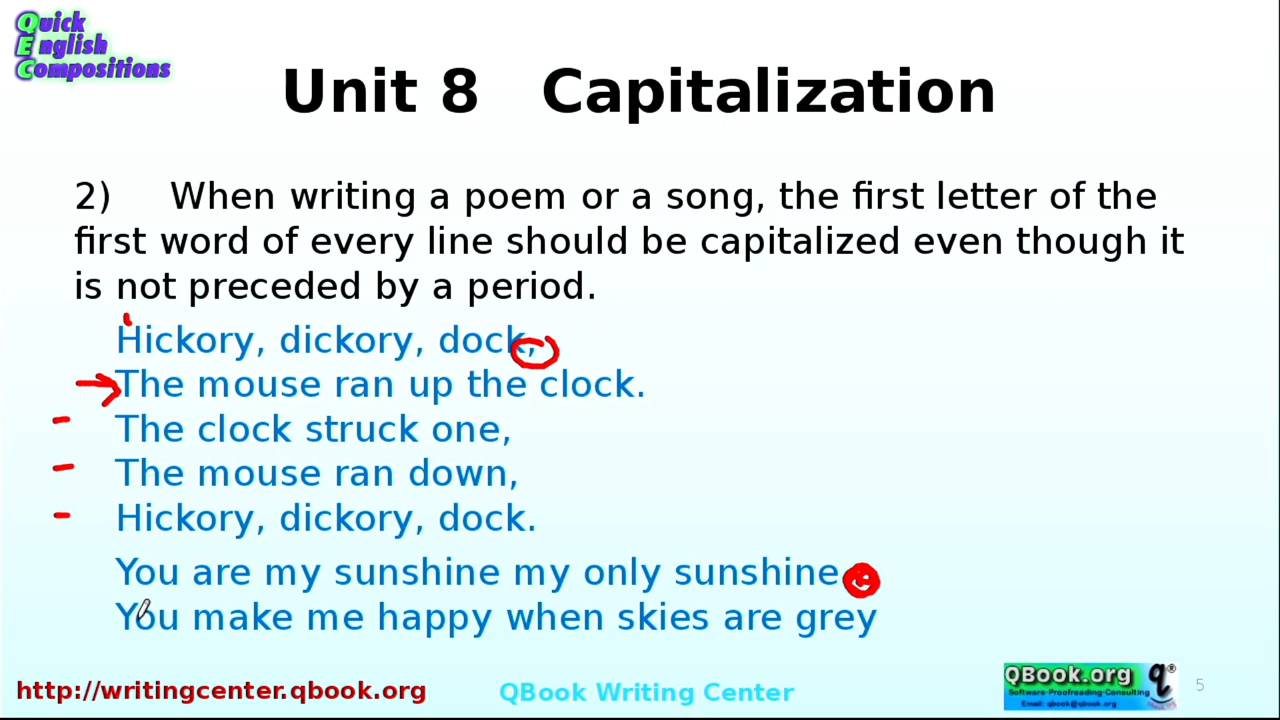 Quick
English
Compositions
Unit 8 Capitalization
2) When writing a poem or a song, the first letter of the
first word of every line should be capitalized even though it
is not preceded by a period.
Hickory, dickory, dock,
The mouse ran up the clock.
The clock struck one,
The mouse ran down,
Hickory, dickory, dock.
You are my sunshine my only sunshine
You make me happy when skies are grey
http://writingcenter.qbook.org
QBook Writing Center
QBook.org
Software-Proofreading-Consulting
Email: qbook@qbook.org
q®
5